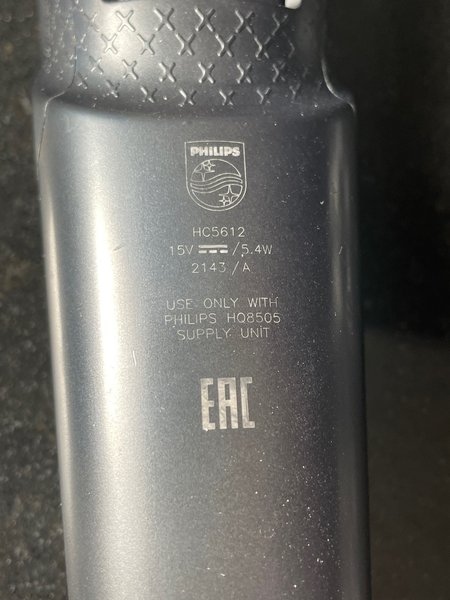 PHILIPS
HC5612
15V ⎓ /5.4W
2143 /A
USE ONLY WITH
PHILIPS HQ8505
SUPPLY UNIT
EAC